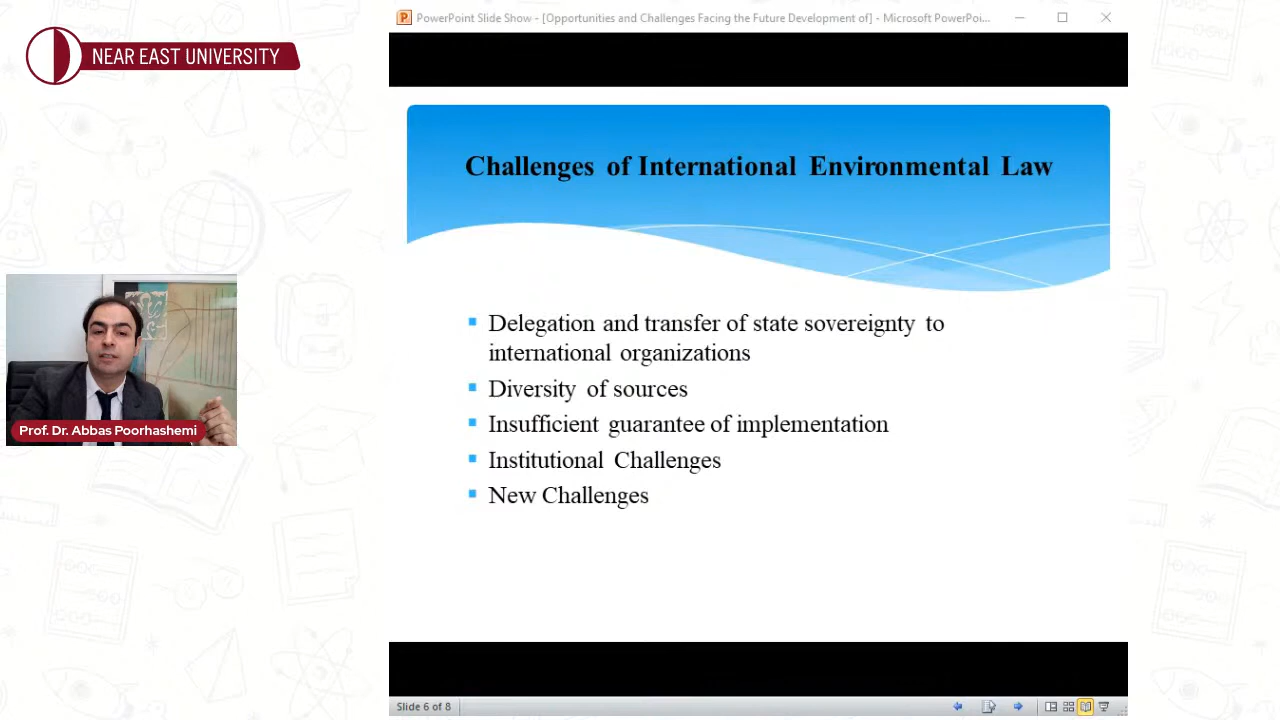 PowerPoint Slide Show - [Opportunities and Challenges Facing the Future Development of] - Microsoft PowerPoi...
NEAR EAST UNIVERSITY
Challenges of International Environmental Law
Delegation and transfer of state sovereignty to
international organizations
Diversity of sources
Insufficient guarantee of implementation
Institutional Challenges
New Challenges
Prof. Dr. Abbas Poorhashemi
Slide 6 of 8